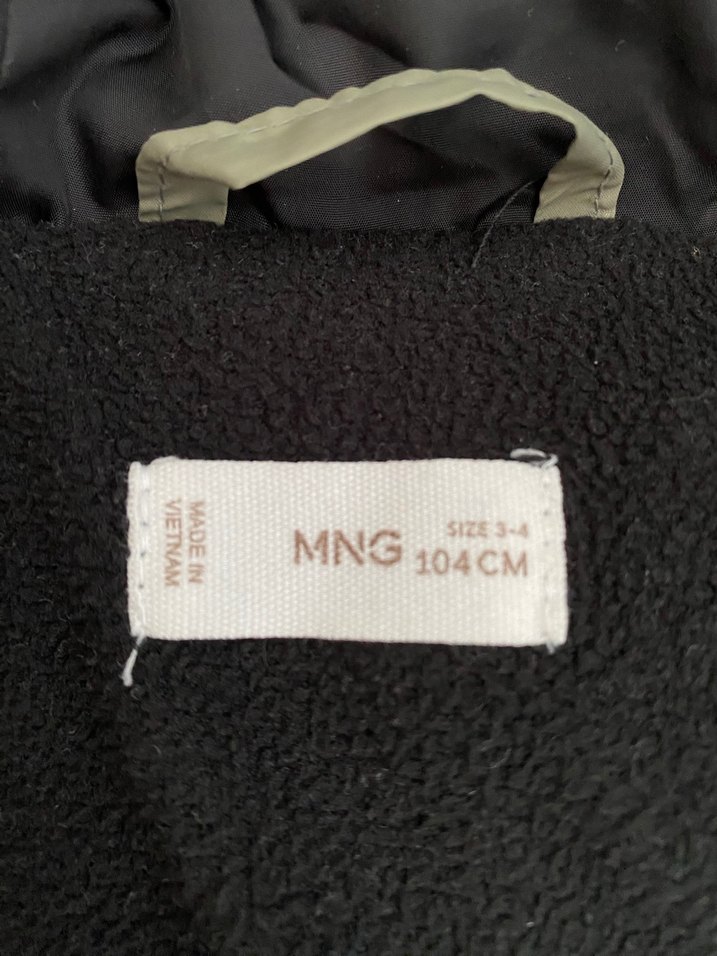 MADE IN
VIETNAM
MNG
SIZE 3-4
104 CM